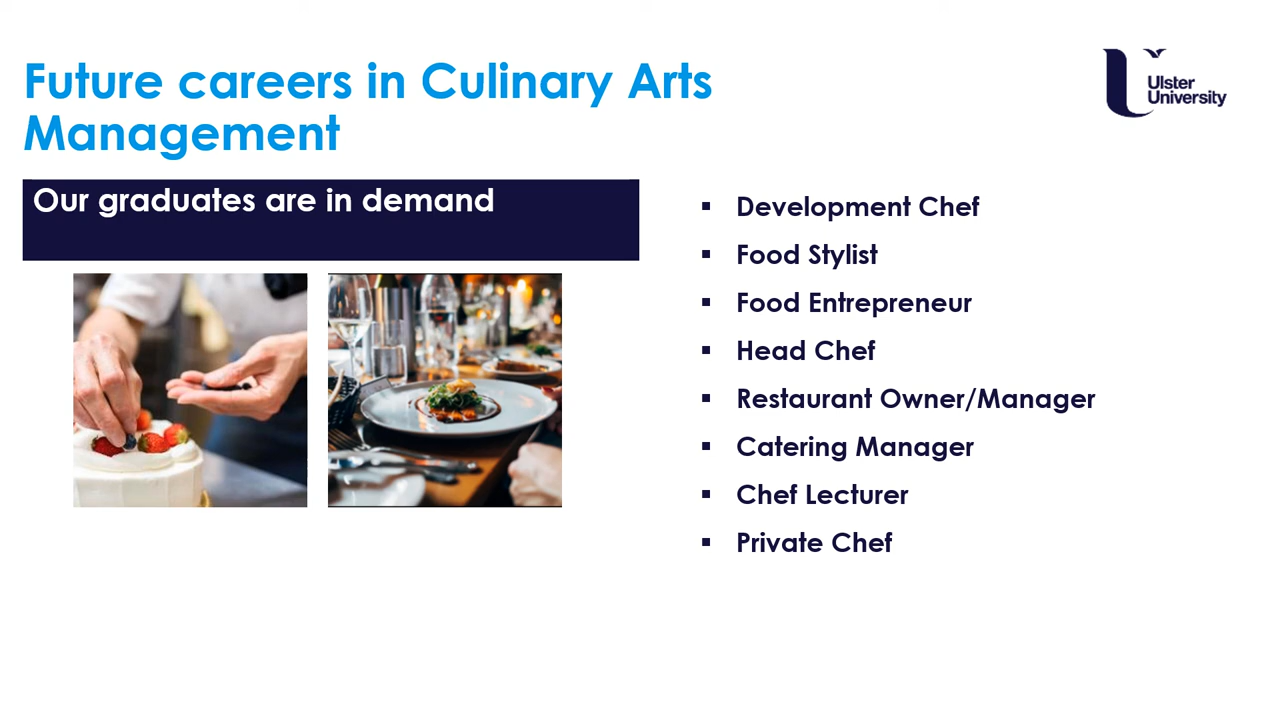 Future careers in Culinary Arts
Management
Ulster
University
Our graduates are in demand
▪ Development Chef
▪ Food Stylist
▪ Food Entrepreneur
▪ Head Chef
▪ Restaurant Owner/Manager
▪ Catering Manager
▪ Chef Lecturer
▪ Private Chef